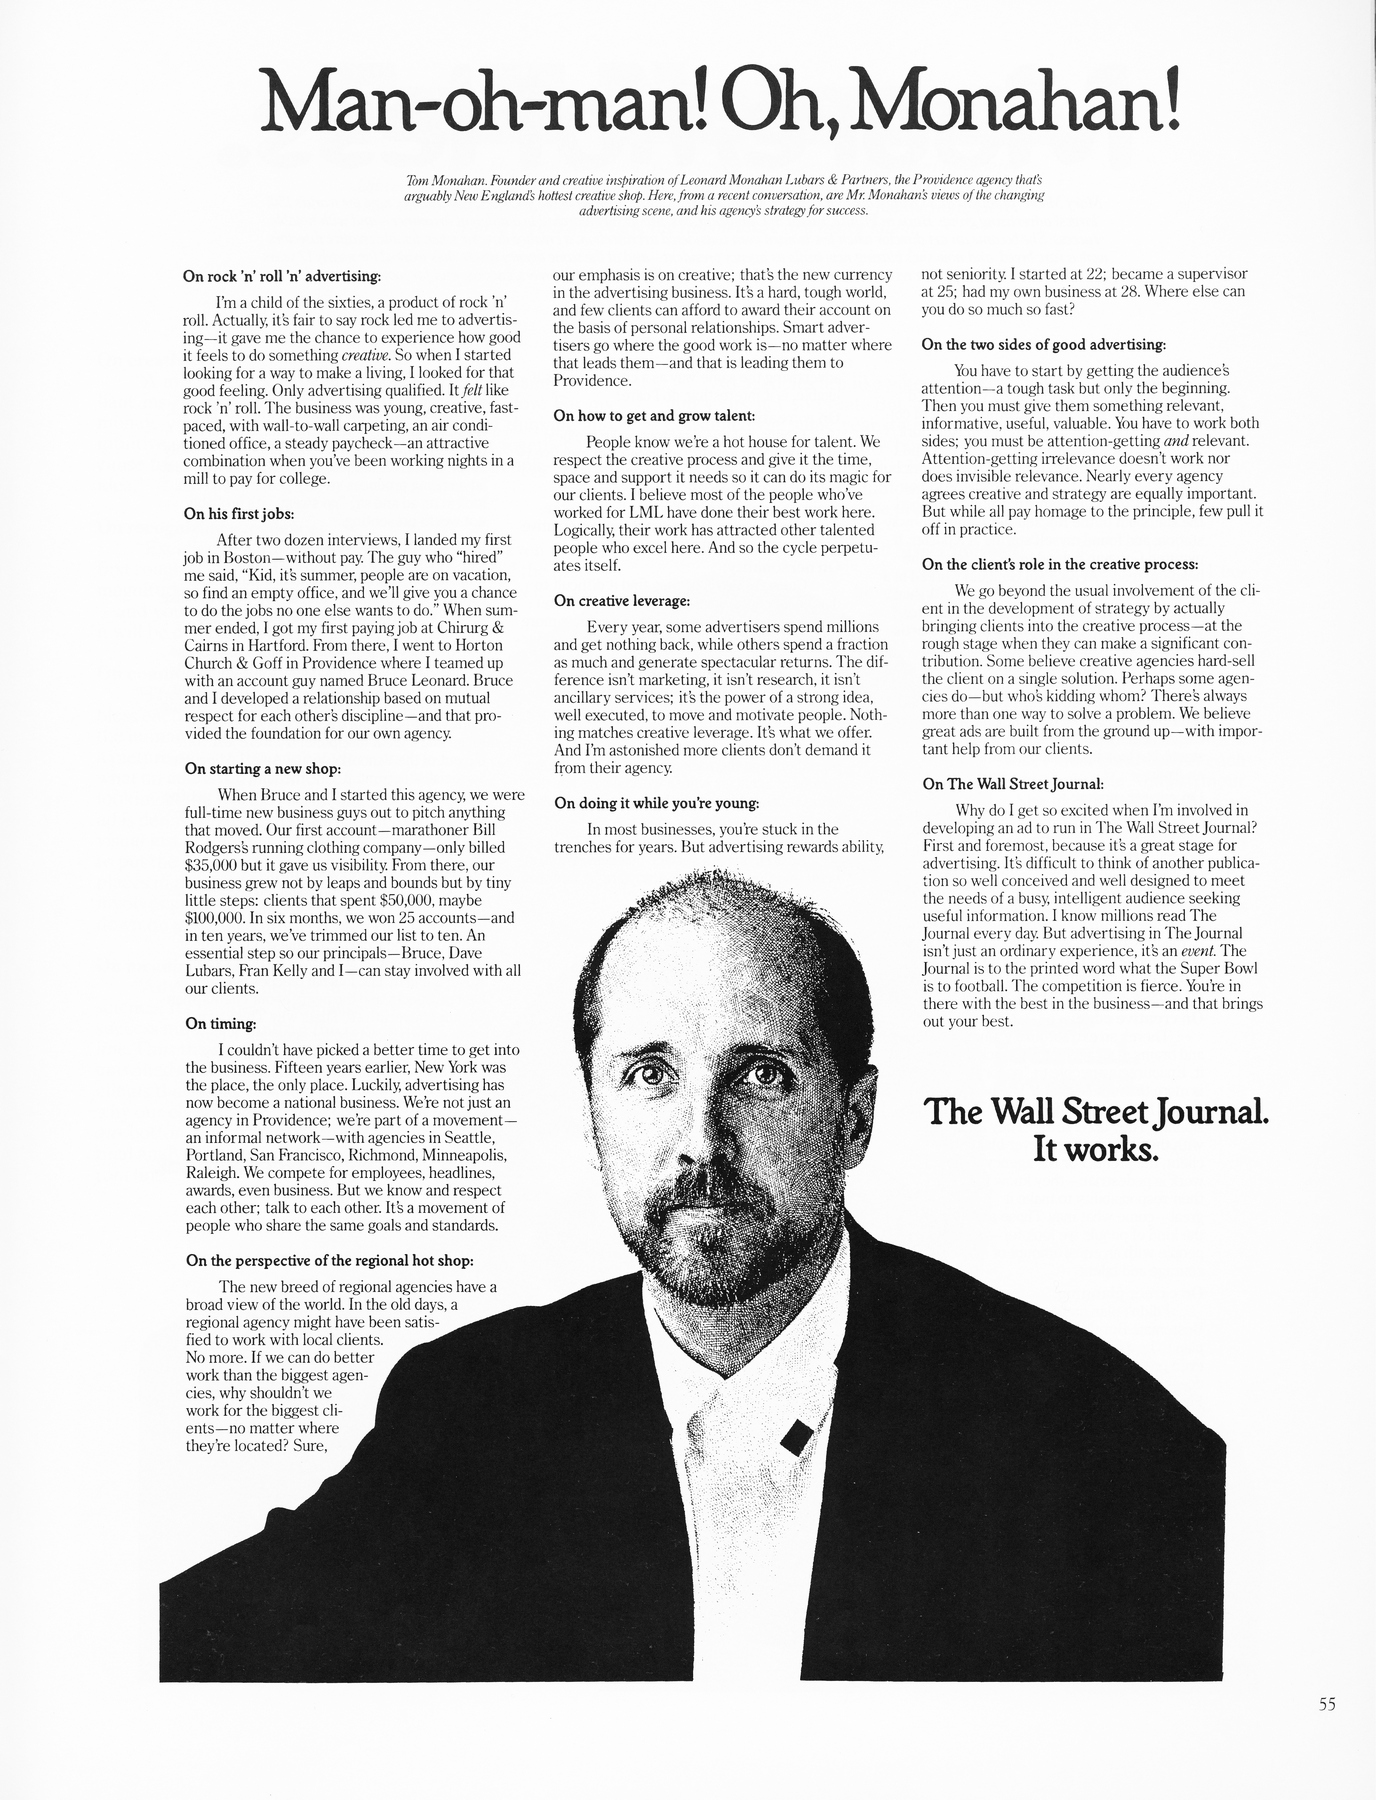 Man-oh-man! Oh, Monahan!
Tom Monahan. Founder and creative inspiration of Leonard Monahan Lubars & Partners, the Providence agency that's
arguably New England's hottest creative shop. Here, from a recent conversation, are Mr. Monahan's views of the changing
advertising scene, and his agency's strategy for success.
On rock 'n' roll 'n' advertising:
I'm a child of the sixties, a product of rock 'n'
roll. Actually, it's fair to say rock led me to advertis-
ing—it gave me the chance to experience how good
it feels to do something creative. So when I started
looking for a way to make a living, I looked for that
good feeling. Only advertising qualified. It felt like
rock 'n' roll. The business was young, creative, fast-
paced, with wall-to-wall carpeting, an air condi-
tioned office, a steady paycheck—an attractive
combination when you've been working nights in a
mill to pay for college.
On his first jobs:
After two dozen interviews, I landed my first
job in Boston—without pay. The guy who “hired”
me said, “Kid, it's summer, people are on vacation,
so find an empty office, and we'll give you a chance
to do the jobs no one else wants to do.” When sum-
mer ended, I got my first paying job at Chirurg &
Cairns in Hartford. From there, I went to Horton
Church & Goff in Providence where I teamed up
with an account guy named Bruce Leonard. Bruce
and I developed a relationship based on mutual
respect for each other's discipline—and that pro-
vided the foundation for our own agency.
On starting a new shop:
When Bruce and I started this agency, we were
full-time new business guys out to pitch anything
that moved. Our first account—marathoner Bill
Rodgers's running clothing company—only billed
$35,000 but it gave us visibility. From there, our
business grew not by leaps and bounds but by tiny
little steps: clients that spent $50,000, maybe
$100,000. In six months, we won 25 accounts—and
in ten years, we've trimmed our list to ten. An
essential step so our principals—Bruce, Dave
Lubars, Fran Kelly and I—can stay involved with all
our clients.
On timing:
I couldn't have picked a better time to get into
the business. Fifteen years earlier, New York was
the place, the only place. Luckily, advertising has
now become a national business. We're not just an
agency in Providence; we're part of a movement—
an informal network—with agencies in Seattle,
Portland, San Francisco, Richmond, Minneapolis,
Raleigh. We compete for employees, headlines,
awards, even business. But we know and respect
each other; talk to each other. It's a movement of
people who share the same goals and standards.
On the perspective of the regional hot shop:
The new breed of regional agencies have a
broad view of the world. In the old days, a
regional agency might have been satis-
fied to work with local clients.
No more. If we can do better
work than the biggest agen-
cies, why shouldn't we
work for the biggest cli-
ents—no matter where
they're located? Sure,
our emphasis is on creative; that's the new currency
in the advertising business. It's a hard, tough world,
and few clients can afford to award their account on
the basis of personal relationships. Smart adver-
tisers go where the good work is—no matter where
that leads them—and that is leading them to
Providence.
On how to get and grow talent:
People know we're a hot house for talent. We
respect the creative process and give it the time,
space and support it needs so it can do its magic for
our clients. I believe most of the people who've
worked for LML have done their best work here.
Logically, their work has attracted other talented
people who excel here. And so the cycle perpetu-
ates itself.
On creative leverage:
Every year, some advertisers spend millions
and get nothing back, while others spend a fraction
as much and generate spectacular returns. The dif-
ference isn't marketing, it isn't research, it isn't
ancillary services; it's the power of a strong idea,
well executed, to move and motivate people. Noth-
ing matches creative leverage. It's what we offer.
And I'm astonished more clients don't demand it
from their agency.
On doing it while you're young:
In most businesses, you're stuck in the
trenches for years. But advertising rewards ability,
not seniority. I started at 22; became a supervisor
at 25; had my own business at 28. Where else can
you do so much so fast?
On the two sides of good advertising:
You have to start by getting the audience's
attention—a tough task but only the beginning.
Then you must give them something relevant,
informative, useful, valuable. You have to work both
sides; you must be attention-getting and relevant.
Attention-getting irrelevance doesn't work nor
does invisible relevance. Nearly every agency
agrees creative and strategy are equally important.
But while all pay homage to the principle, few pull it
off in practice.
On the client's role in the creative process:
We go beyond the usual involvement of the cli-
ent in the development of strategy by actually
bringing clients into the creative process—at the
rough stage when they can make a significant con-
tribution. Some believe creative agencies hard-sell
the client on a single solution. Perhaps some agen-
cies do—but who's kidding whom? There's always
more than one way to solve a problem. We believe
great ads are built from the ground up—with impor-
tant help from our clients.
On The Wall Street Journal:
Why do I get so excited when I'm involved in
developing an ad to run in The Wall Street Journal?
First and foremost, because it's a great stage for
advertising. It's difficult to think of another publica-
tion so well conceived and well designed to meet
the needs of a busy, intelligent audience seeking
useful information. I know millions read The
Journal every day. But advertising in The Journal
isn't just an ordinary experience, it's an event. The
Journal is to the printed word what the Super Bowl
is to football. The competition is fierce. You're in
there with the best in the business—and that brings
out your best.
The Wall Street Journal.
It works.
55